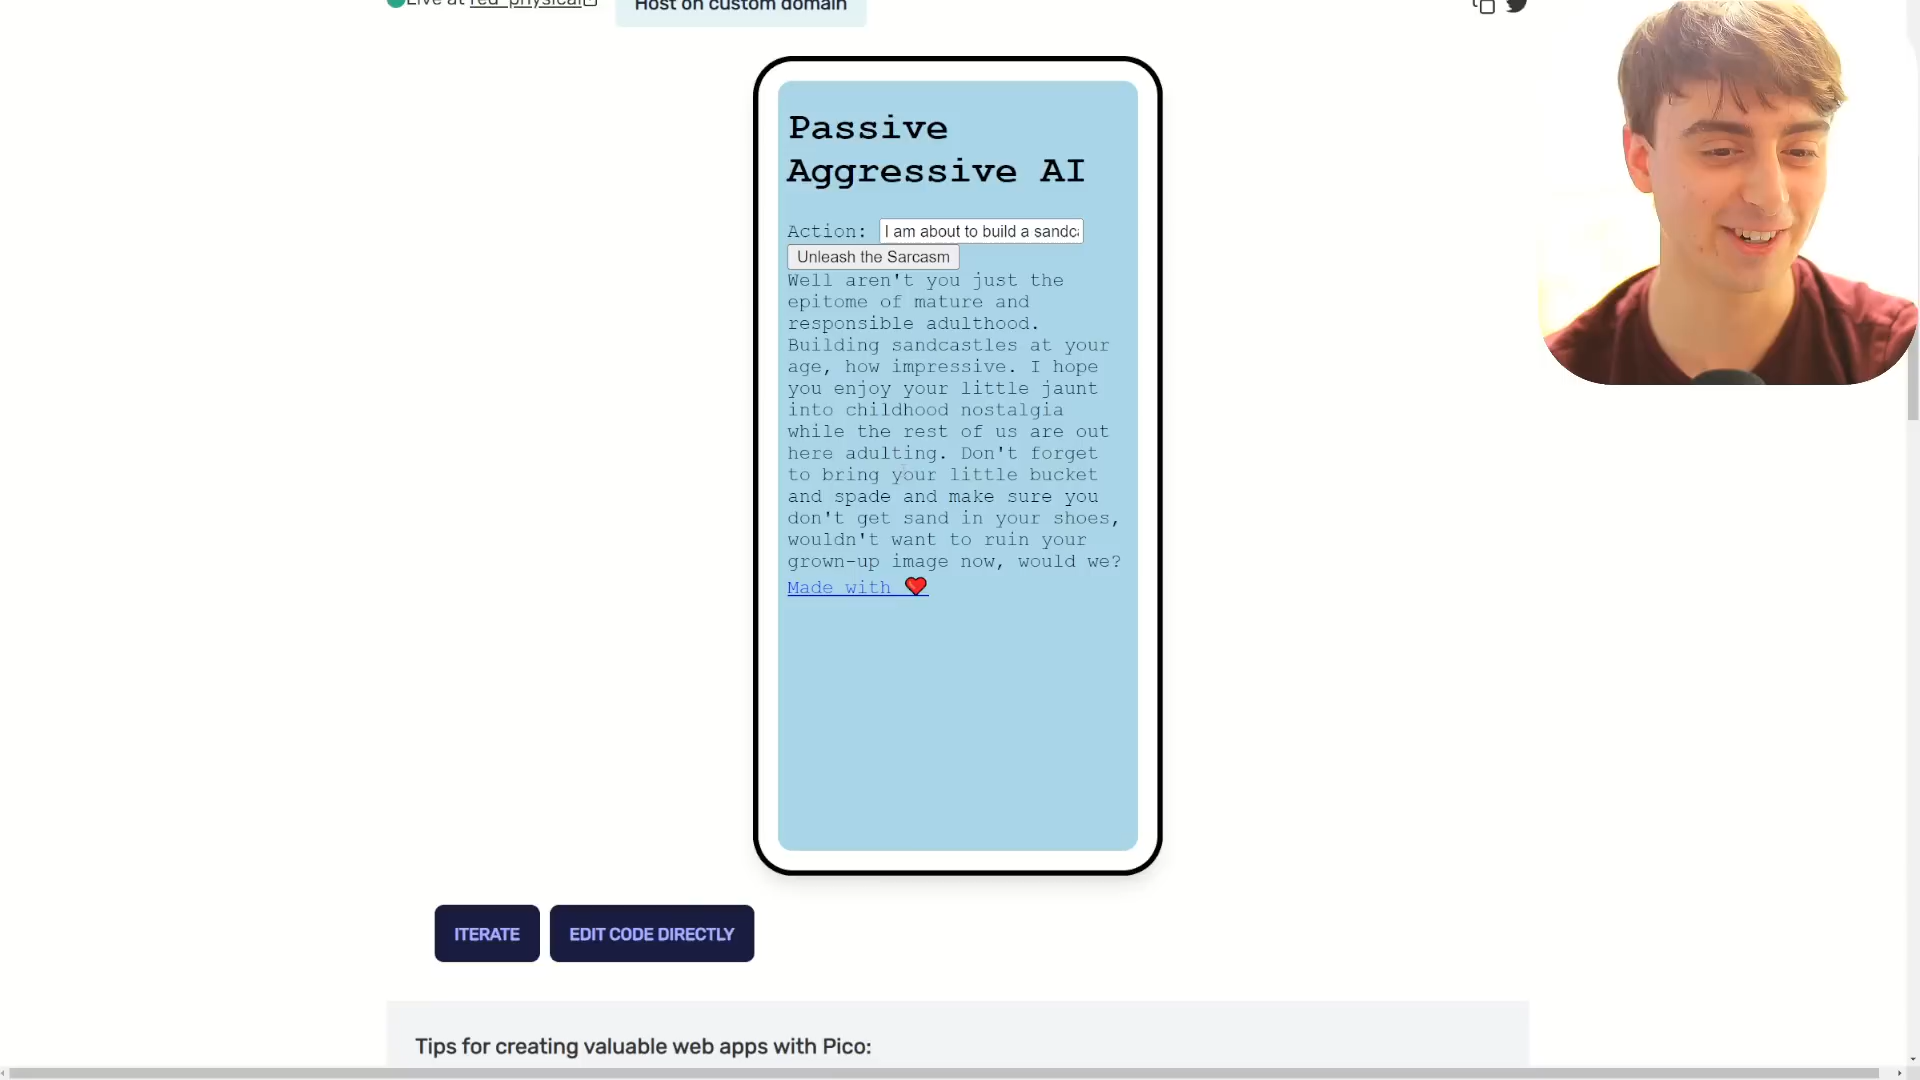 Live at red-physical
Host on custom domain
Passive
Aggressive AI
Action: I am about to build a sandca
Unleash the Sarcasm
Well aren't you just the
epitome of mature and
responsible adulthood.
Building sandcastles at your
age, how impressive. I hope
you enjoy your little jaunt
into childhood nostalgia
while the rest of us are out
here adulting. Don't forget
to bring your little bucket
and spade and make sure you
don't get sand in your shoes,
wouldn't want to ruin your
grown-up image now, would we?
Made with ❤️
ITERATE
EDIT CODE DIRECTLY
Tips for creating valuable web apps with Pico: